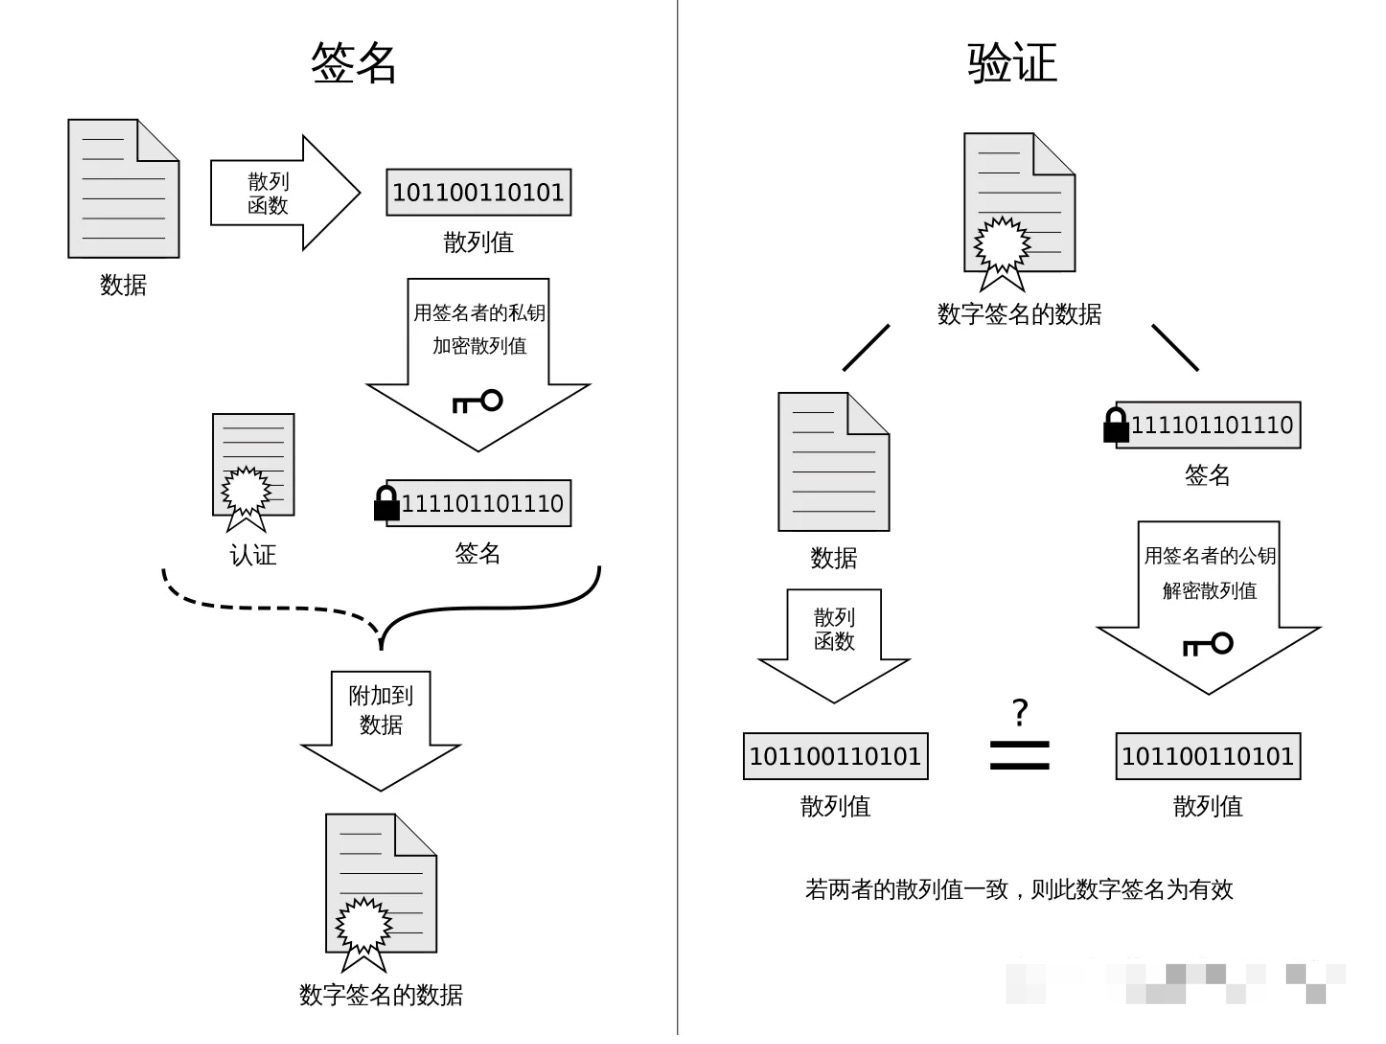 签名
散列
函数
101100110101
散列值
数据
用签名者的私钥
加密散列值
111101101110
认证
签名
附加到
数据
数字签名的数据
验证
数字签名的数据
数据
111101101110
签名
散列
函数
用签名者的公钥
解密散列值
?
101100110101
101100110101
散列值
散列值
若两者的散列值一致，则此数字签名为有效